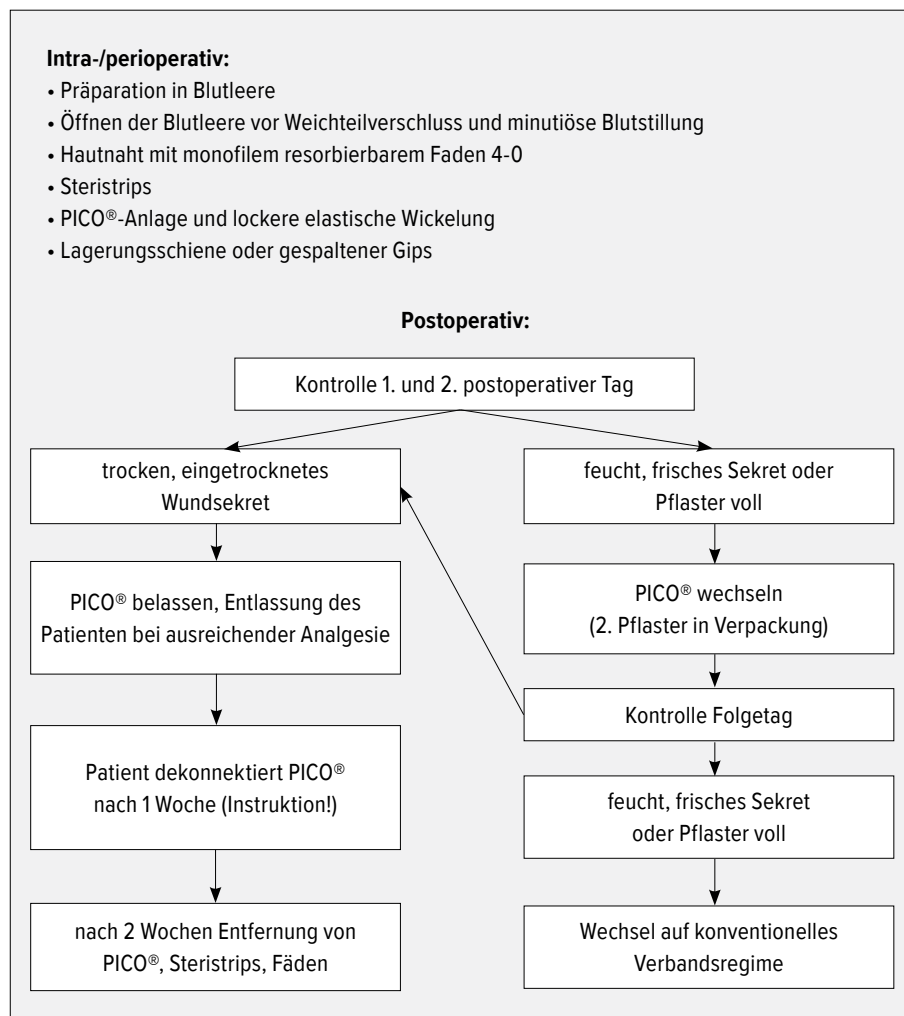 Intra-/perioperativ:
• Präparation in Blutleere
• Öffnen der Blutleere vor Weichteilverschluss und minutiöse Blutstillung
• Hautnaht mit monofilem resorbierbarem Faden 4-0
• Steristrips
• PICO®-Anlage und lockere elastische Wickelung
• Lagerungsschiene oder gespaltener Gips
Postoperativ:
Kontrolle 1. und 2. postoperativer Tag
trocken, eingetrocknetes
Wundsekret
PICO® belassen, Entlassung des
Patienten bei ausreichender Analgesie
Patient dekonnektiert PICO®
nach 1 Woche (Instruktion!)
nach 2 Wochen Entfernung von
PICO®, Steristrips, Fäden
feucht, frisches Sekret oder
Pflaster voll
PICO® wechseln
(2. Pflaster in Verpackung)
Kontrolle Folgetag
feucht, frisches Sekret
oder Pflaster voll
Wechsel auf konventionelles
Verbandsregime